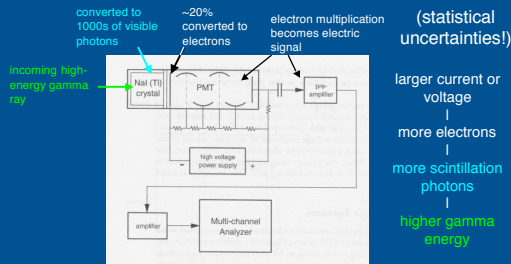 converted to
1000s of visible
photons
~20%
converted to
electrons
electron multiplication
becomes electric
signal
(statistical
uncertainties!)
incoming high-
energy gamma
ray
NaI (Tl)
crystal
PMT
pre-
amplifier
high voltage
power supply
- +
amplifier
Multi-channel
Analyzer
larger current or
voltage
|
more electrons
|
more scintillation
photons
|
higher gamma
energy